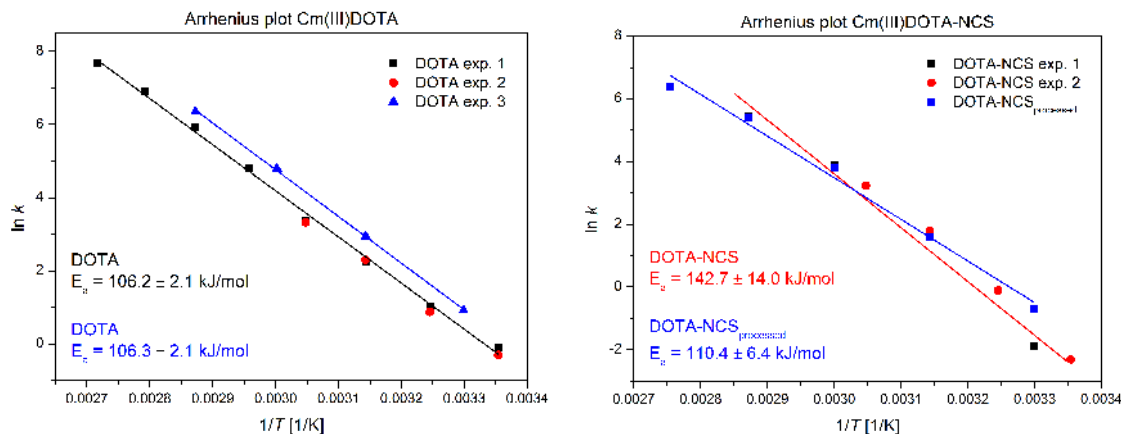 Arrhenius plot Cm(III)DOTA
8
6
4
2
0
ln k
DOTA exp. 1
DOTA exp. 2
DOTA exp. 3
DOTA
Eₐ = 106.2 ± 2.1 kJ/mol
DOTA
Eₐ = 106.3 − 2.1 kJ/mol
0.0027 0.0028 0.0029 0.0030 0.0031 0.0032 0.0033 0.0034
1/T [1/K]
Arrhenius plot Cm(III)DOTA-NCS
8
6
4
2
0
-2
ln k
DOTA-NCS exp. 1
DOTA-NCS exp. 2
DOTA-NCSprocessed
DOTA-NCS
Eₐ = 142.7 ± 14.0 kJ/mol
DOTA-NCSprocessed
Eₐ = 110.4 ± 6.4 kJ/mol
0.0027 0.0028 0.0029 0.0030 0.0031 0.0032 0.0033 0.0034
1/T [1/K]